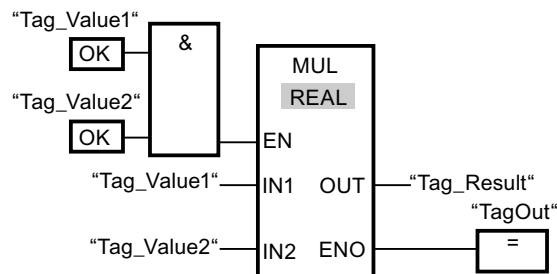 “Tag_Value1“
OK
&
“Tag_Value2“
OK
MUL
REAL
EN
“Tag_Value1“
IN1
OUT
“Tag_Result“
“TagOut“
“Tag_Value2“
IN2
ENO
=